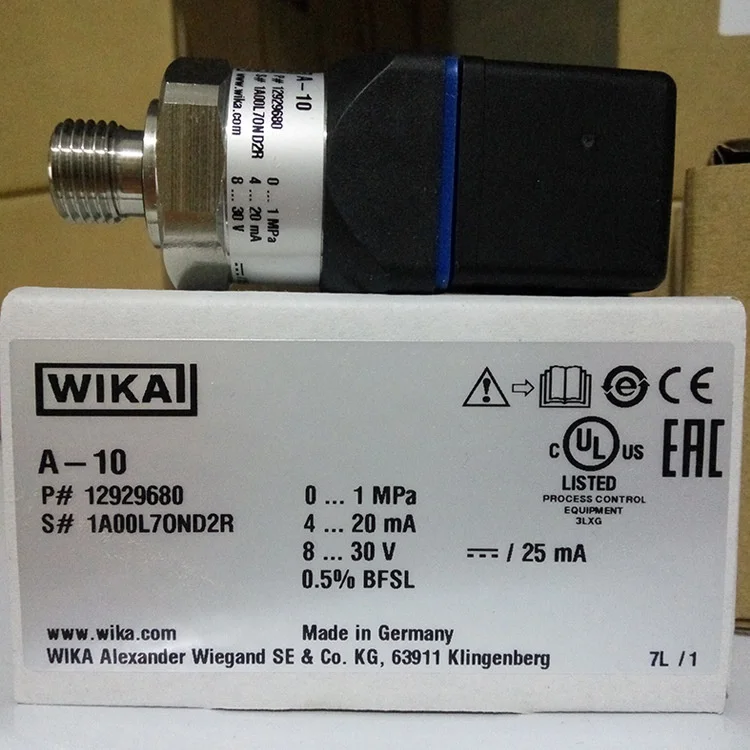 A-10
P# 12929680
S# 1A00L7OND2R
www.wika.com
0 ... 1 MPa
4 ... 20 mA
8 ... 30 V
WIKA
A-10
P# 12929680
S# 1A00L7OND2R
0 ... 1 MPa
4 ... 20 mA
8 ... 30 V / 25 mA
0.5% BFSL
e
CE
c UL US
LISTED
PROCESS CONTROL
EQUIPMENT
3LXG
EAC
www.wika.com Made in Germany
WIKA Alexander Wiegand SE & Co. KG, 63911 Klingenberg 7L / 1